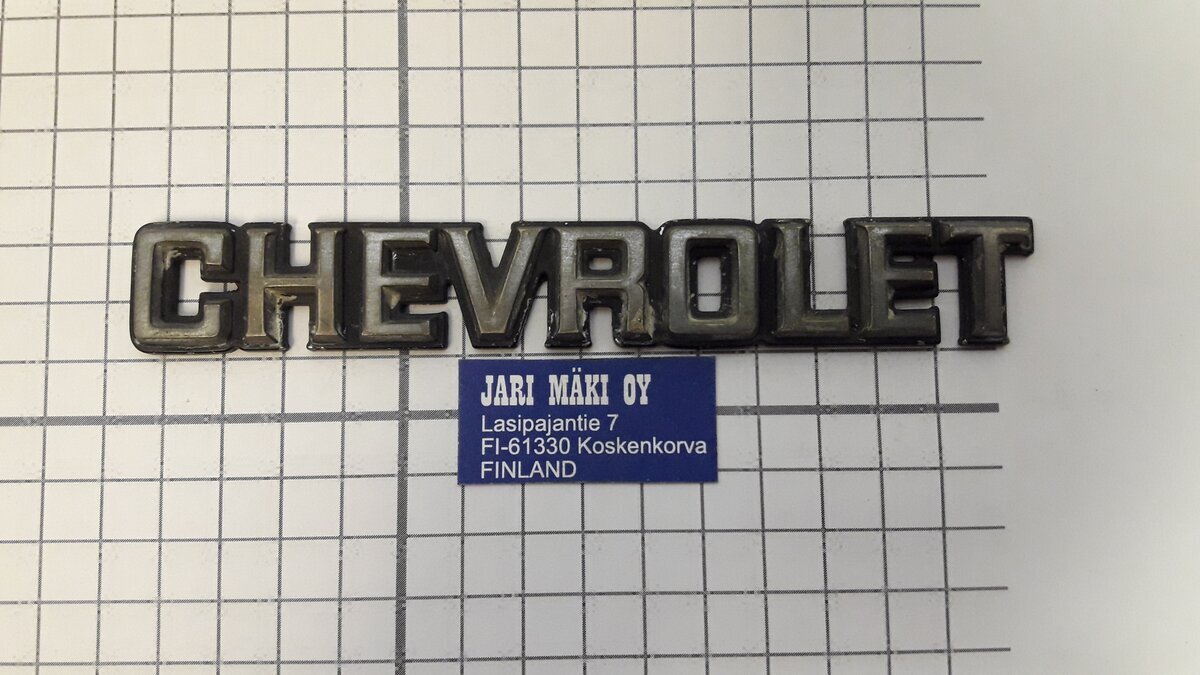 CHEVROLET
JARI MÄKI OY
Lasipajantie 7
FI-61330 Koskenkorva
FINLAND